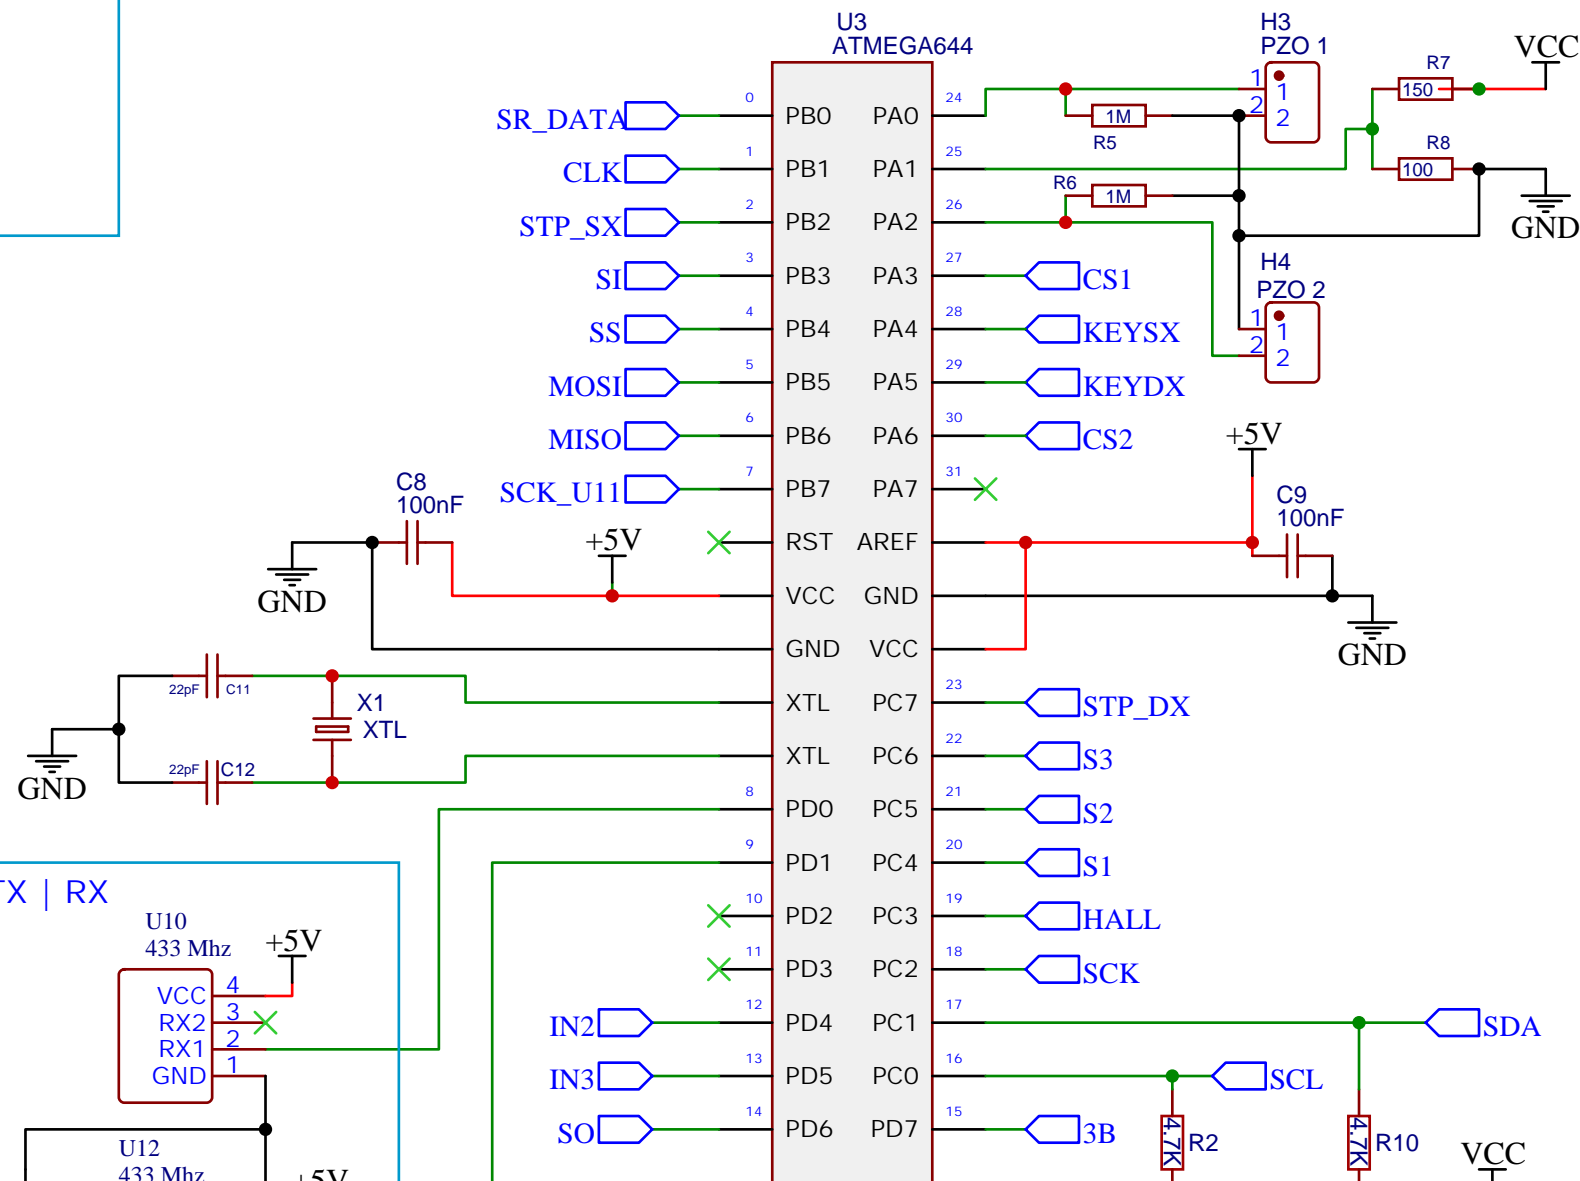 U3
ATMEGA644
H3
PZO 1
R7
VCC
150
R8
100
GND
SR_DATA
0
PB0
PA0
24
1
1
2
2
1M
R5
CLK
1
PB1
PA1
25
R6
1M
STP_SX
2
PB2
PA2
26
SI
3
PB3
PA3
27
CS1
H4
PZO 2
1
1
2
2
SS
4
PB4
PA4
28
KEYSX
MOSI
5
PB5
PA5
29
KEYDX
MISO
6
PB6
PA6
30
CS2
+5V
C8
100nF
SCK_U11
7
PB7
PA7
31
C9
100nF
+5V
RST
AREF
GND
VCC
GND
GND
VCC
GND
22pF
C11
X1
XTL
XTL
PC7
23
STP_DX
22pF
C12
XTL
PC6
22
S3
GND
8
PD0
PC5
21
S2
9
PD1
PC4
20
S1
TX | RX
U10
433 Mhz
+5V
10
PD2
PC3
19
HALL
11
PD3
PC2
18
SCK
VCC
4
RX2
3
RX1
2
GND
1
IN2
12
PD4
PC1
17
SDA
IN3
13
PD5
PC0
16
SCL
SO
14
PD6
PD7
15
3B
4.7K
R2
4.7K
R10
VCC
U12
433 Mhz
+5V